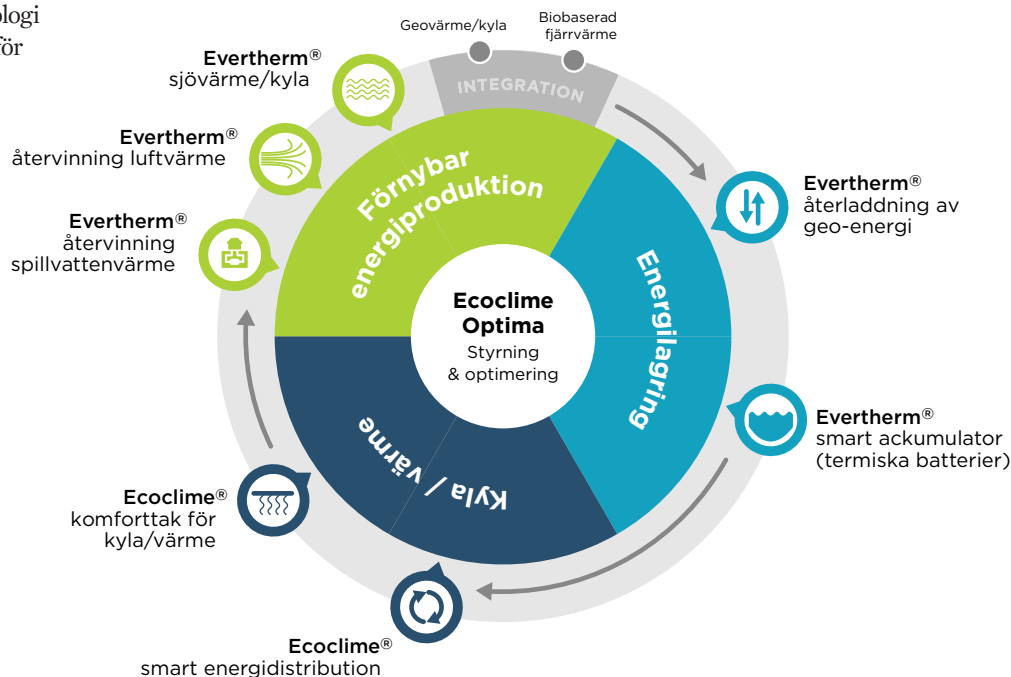 ologi
för
Geovärme/kyla
Biobaserad
fjärrvärme
INTEGRATION
Evertherm®
sjövärme/kyla
Evertherm®
återvinning luftvärme
Evertherm®
återvinning
spillvattenvärme
Förnybar
energiproduktion
Evertherm®
återladdning av
geo-energi
Energilagring
Ecoclime
Optima
Styrning
& optimering
Evertherm®
smart ackumulator
(termiska batterier)
Kyla / värme
Ecoclime®
komforttak för
kyla/värme
Ecoclime®
smart energidistribution